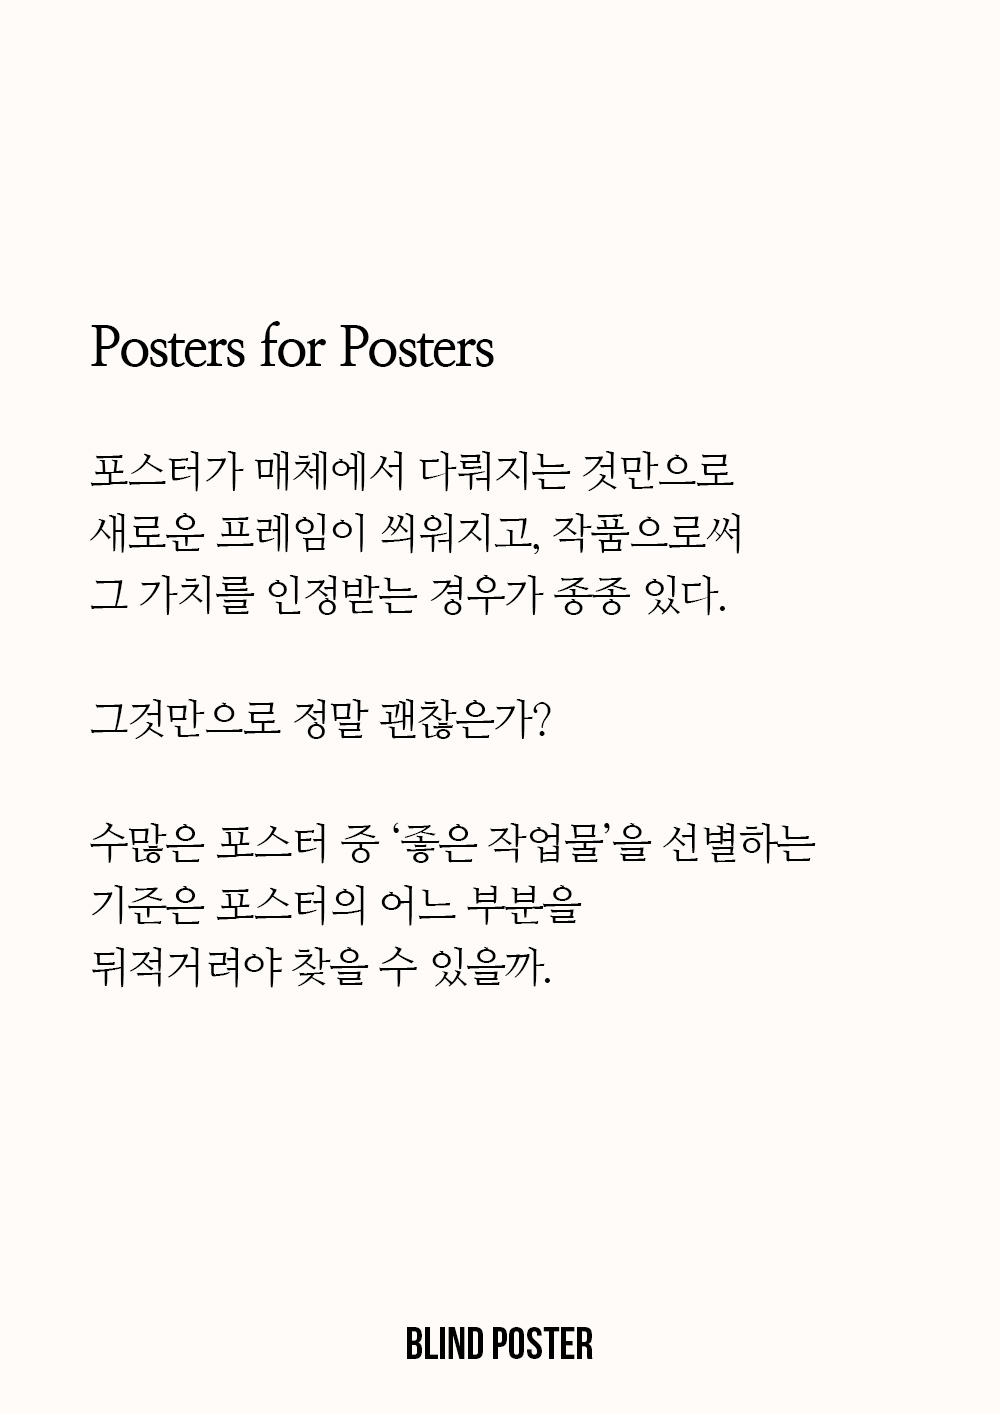 Posters for Posters
포스터가 매체에서 다뤄지는 것만으로
새로운 프레임이 씌워지고, 작품으로써
그 가치를 인정받는 경우가 종종 있다.
그것만으로 정말 괜찮은가?
수많은 포스터 중 ‘좋은 작업물’을 선별하는
기준은 포스터의 어느 부분을
뒤적거려야 찾을 수 있을까.
BLIND POSTER